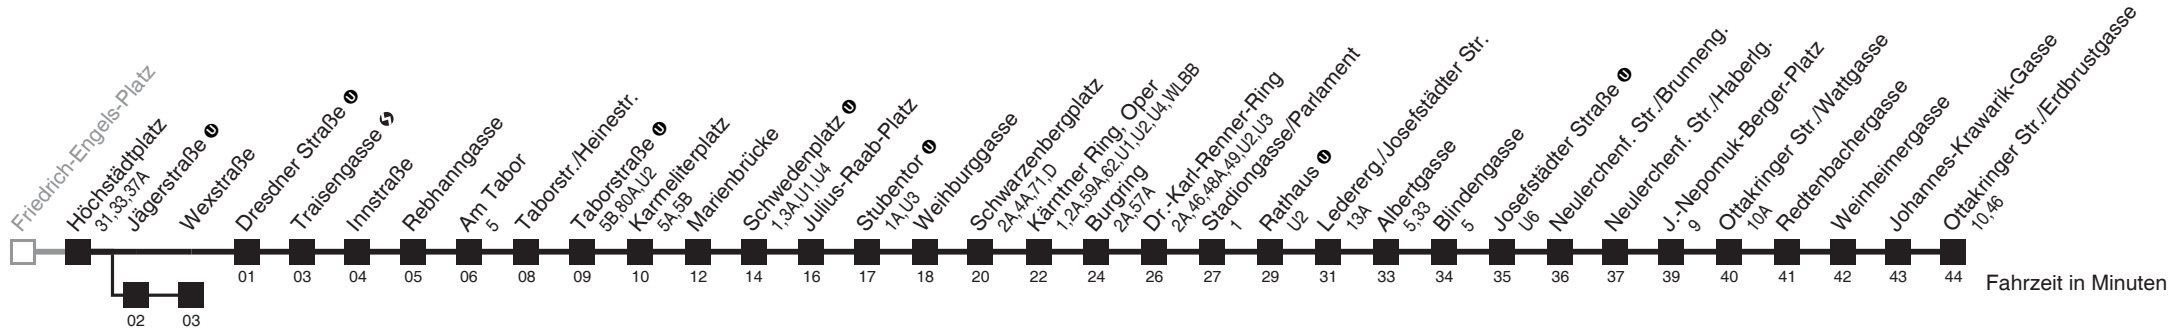 Friedrich-Engels-Platz
Höchstädtplatz
31,33,37A
Jägerstraße U
Wexstraße
Dresdner Straße U
Traisengasse S
Innstraße
Rebhanngasse
Am Tabor
5
Taborstr./Heinestr.
Taborstraße U
5B,80A,U2
Karmeliterplatz
5A,5B
Marienbrücke
Schwedenplatz U
1,3A,U1,U4
Julius-Raab-Platz
Stubentor U
1A,U3
Weihburggasse
Schwarzenbergplatz
2A,4A,71,D
Kärntner Ring, Oper
1,2A,59A,62,U1,U2,U4,WLBB
Burgring
2A,57A
Dr.-Karl-Renner-Ring
2A,46,48A,49,U2,U3
Stadiongasse/Parlament
1
Rathaus U
U2
Ledererg./Josefstädter Str.
13A
Albertgasse
5,33
Blindengasse
5
Josefstädter Straße U
U6
Neulerchenf. Str./Brunneng.
Neulerchenf. Str./Haberlg.
J.-Nepomuk-Berger-Platz
9
Ottakringer Str./Wattgasse
10A
Redtenbachergasse
Weinheimergasse
Johannes-Krawarik-Gasse
Ottakringer Str./Erdbrustgasse
10,46
01 03 04 05 06 08 09 10 12 14 16 17 18 20 22 24 26 27 29 31 33 34 35 36 37 39 40 41 42 43 44
Fahrzeit in Minuten
02 03